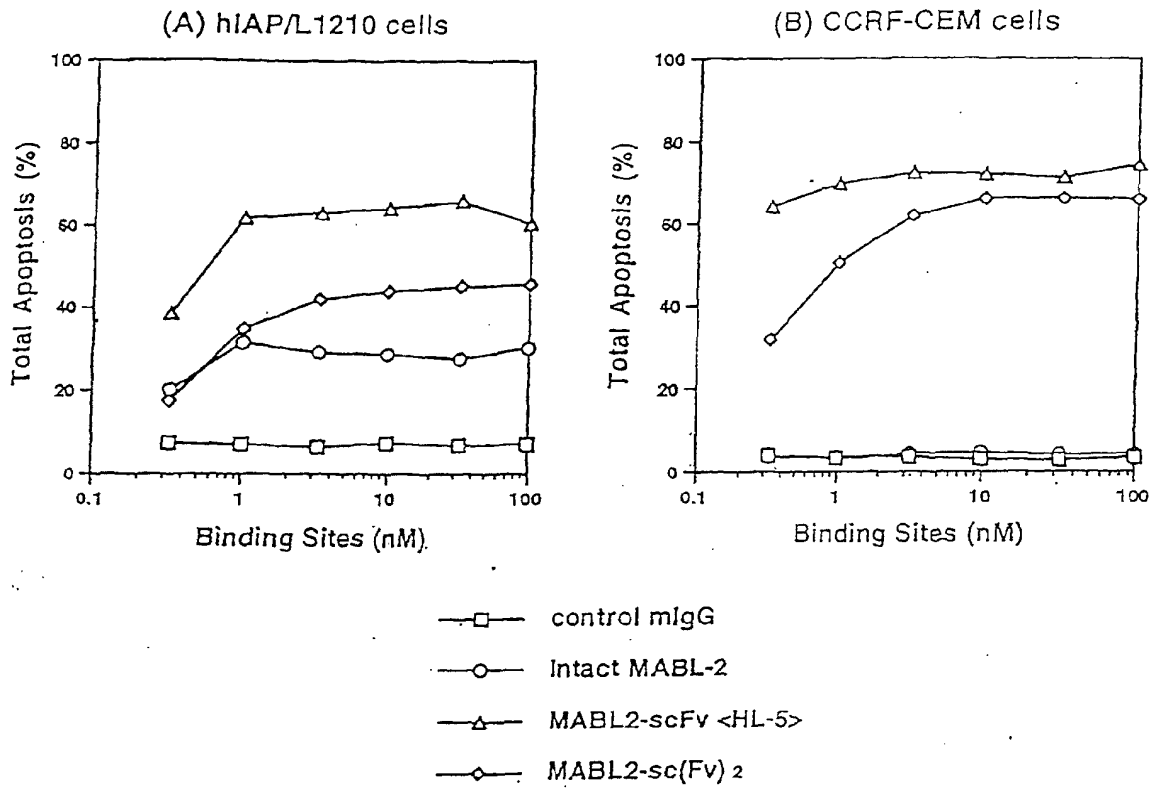 (A) hIAP/L1210 cells
Total Apoptosis (%)
100
80
60
40
20
0
0.1
1
10
100
Binding Sites (nM).
(B) CCRF-CEM cells
Total Apoptosis (%)
100
80
60
40
20
0
0.1
1
10
100
Binding Sites (nM)
control mIgG
Intact MABL-2
MABL2-scFv <HL-5>
MABL2-sc(Fv) 2